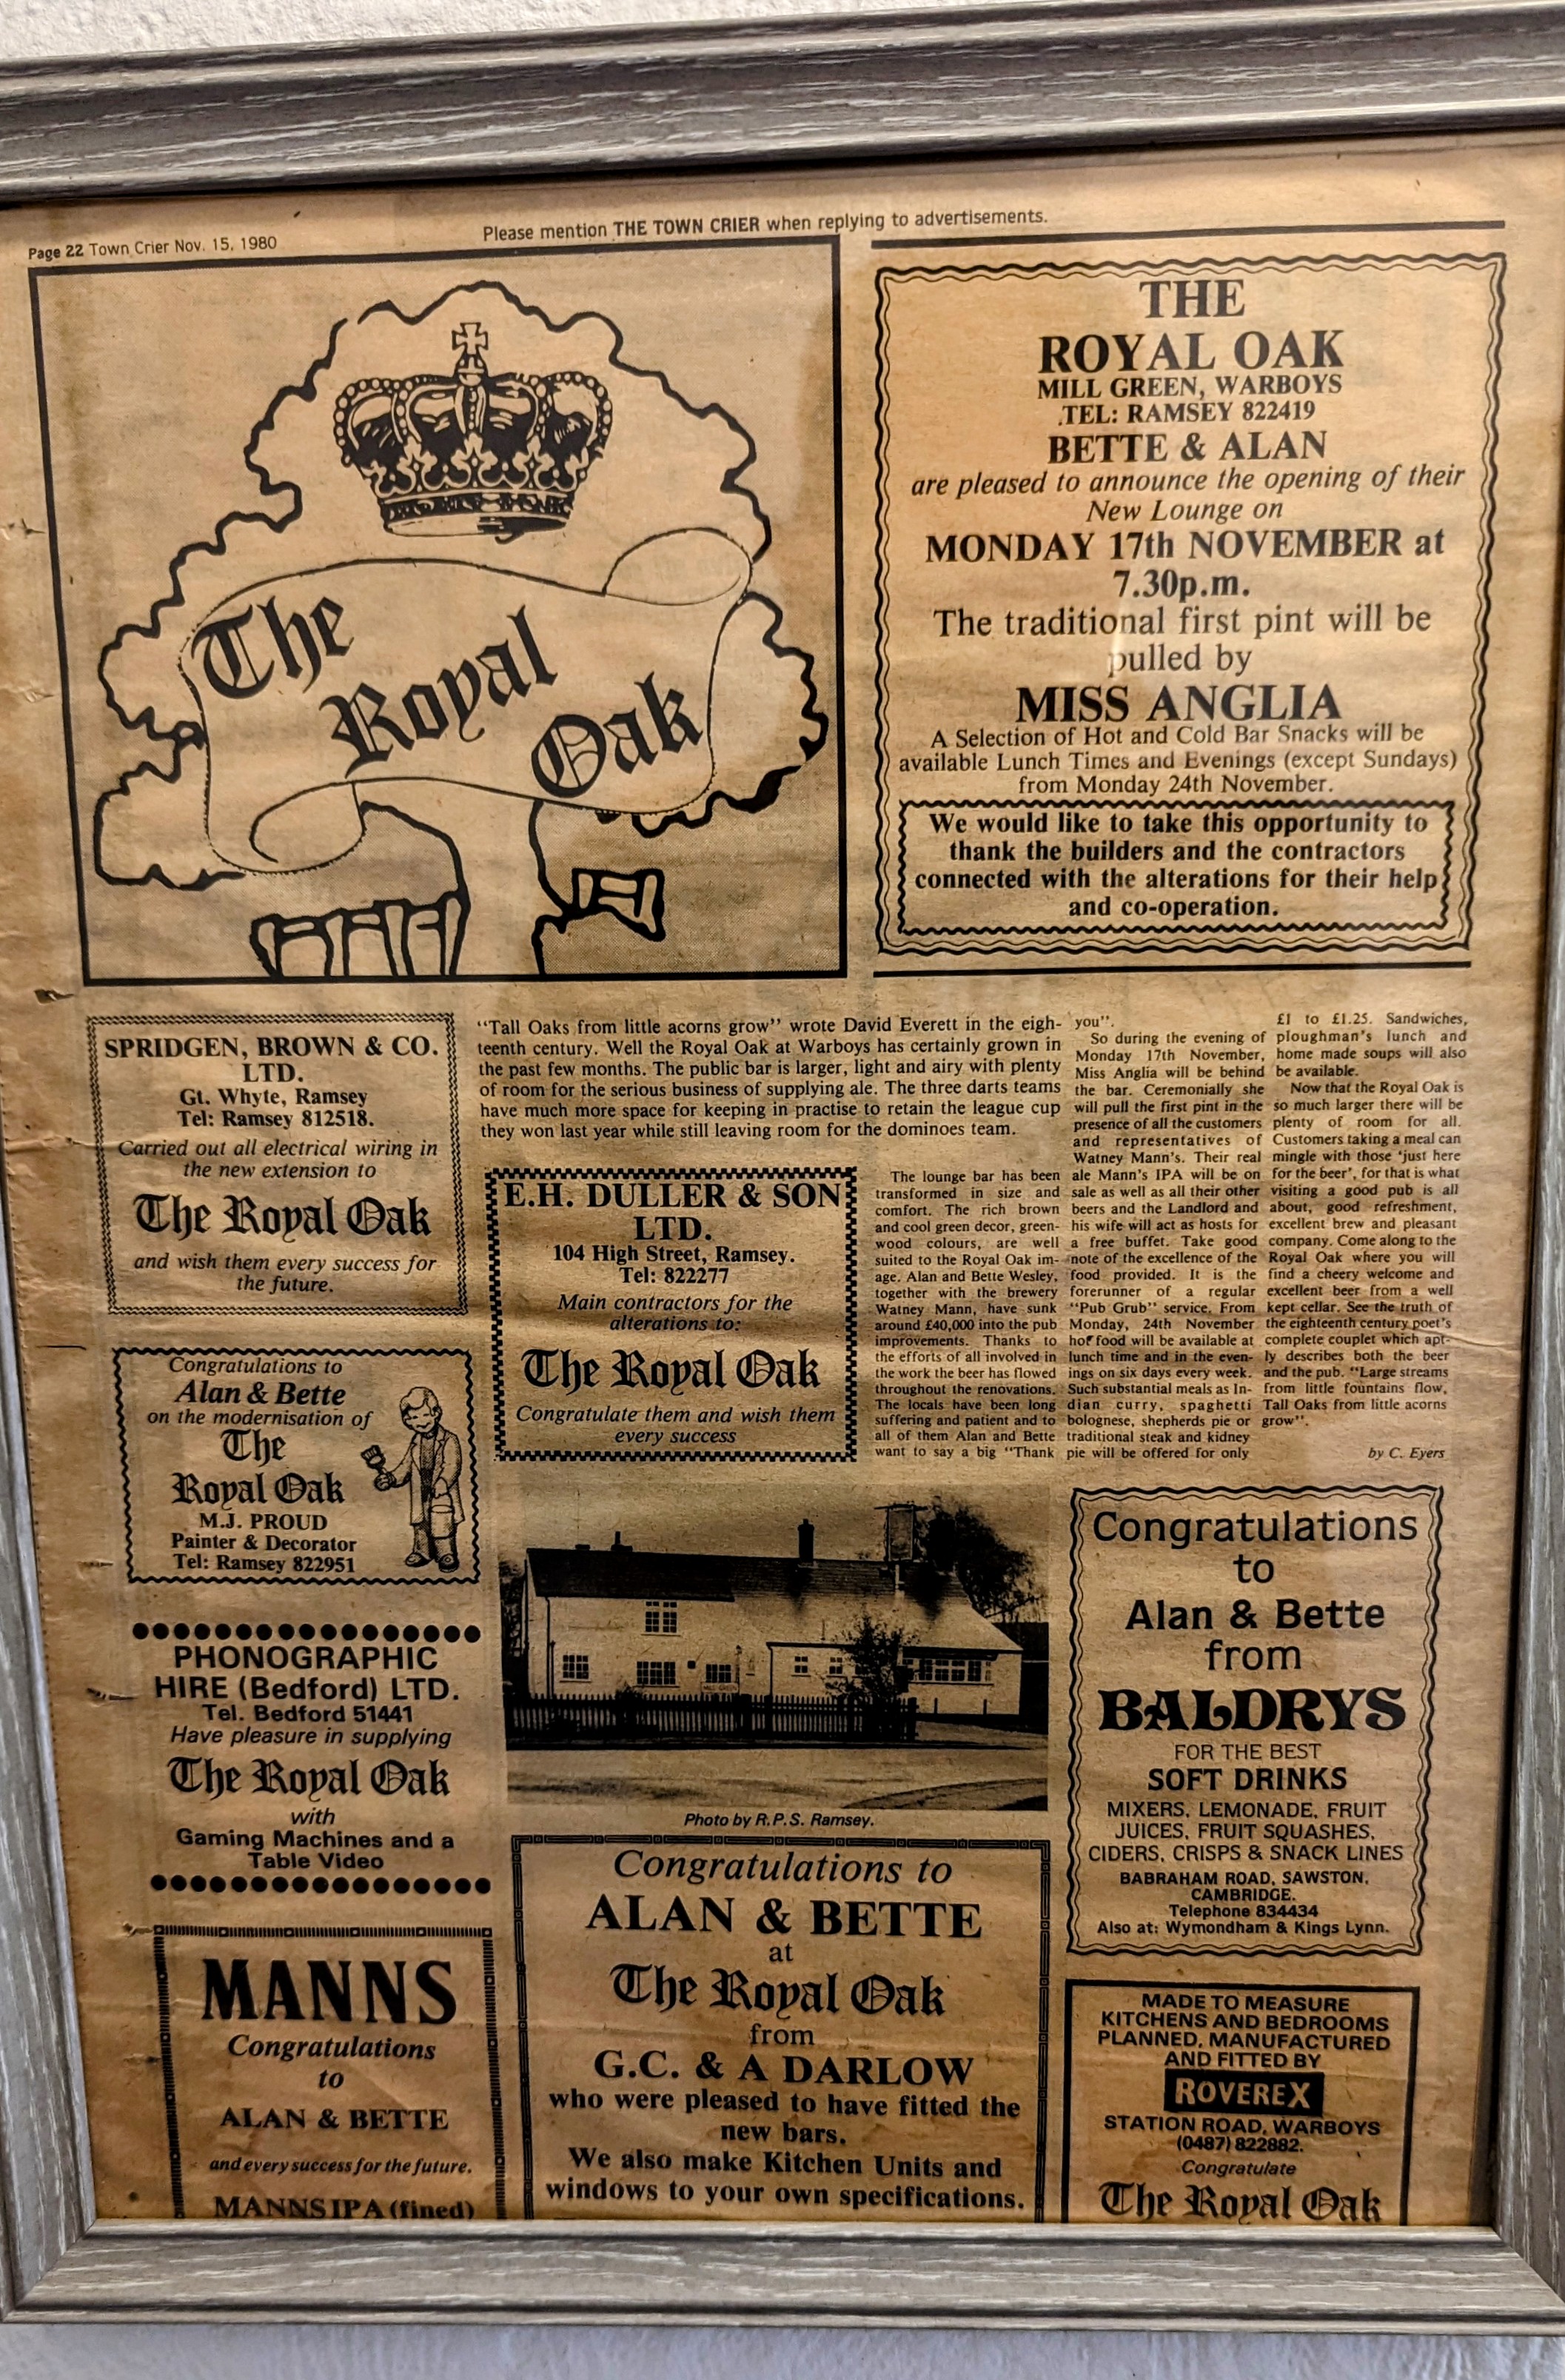 Page 22 Town Crier Nov. 15, 1980
Please mention THE TOWN CRIER when replying to advertisements.
The
Royal
Oak
THE
ROYAL OAK
MILL GREEN, WARBOYS
TEL: RAMSEY 822419
BETTE & ALAN
are pleased to announce the opening of their
New Lounge on
MONDAY 17th NOVEMBER at
7.30p.m.
The traditional first pint will be
pulled by
MISS ANGLIA
A Selection of Hot and Cold Bar Snacks will be
available Lunch Times and Evenings (except Sundays)
from Monday 24th November.
We would like to take this opportunity to
thank the builders and the contractors
connected with the alterations for their help
and co-operation.
SPRIDGEN, BROWN & CO.
LTD.
Gt. Whyte, Ramsey
Tel: Ramsey 812518.
Carried out all electrical wiring in
the new extension to
The Royal Oak
and wish them every success for
the future.
Congratulations to
Alan & Bette
on the modernisation of
The
Royal Oak
M.J. PROUD
Painter & Decorator
Tel: Ramsey 822951
PHONOGRAPHIC
HIRE (Bedford) LTD.
Tel. Bedford 51441
Have pleasure in supplying
The Royal Oak
with
Gaming Machines and a
Table Video
MANNS
Congratulations
to
ALAN & BETTE
and every success for the future.
MANNS IPA (fined)
"Tall Oaks from little acorns grow" wrote David Everett in the eigh-
teenth century. Well the Royal Oak at Warboys has certainly grown in
the past few months. The public bar is larger, light and airy with plenty
of room for the serious business of supplying ale. The three darts teams
have much more space for keeping in practise to retain the league cup
they won last year while still leaving room for the dominoes team.
E.H. DULLER & SON
LTD.
104 High Street, Ramsey.
Tel: 822277
Main contractors for the
alterations to:
The Royal Oak
Congratulate them and wish them
every success
The lounge bar has been
transformed in size and
comfort. The rich brown
and cool green decor, green-
wood colours, are well
suited to the Royal Oak im-
age. Alan and Bette Wesley,
together with the brewery
Watney Mann, have sunk
around £40,000 into the pub
improvements. Thanks to
the efforts of all involved in
the work the beer has flowed
throughout the renovations.
The locals have been long
suffering and patient and to
all of them Alan and Bette
want to say a big "Thank
you".
So during the evening of
Monday 17th November,
Miss Anglia will be behind
the bar. Ceremonially she
will pull the first pint in the
presence of all the customers
and representatives of
Watney Mann's. Their real
ale Mann's IPA will be on
sale as well as all their other
beers and the Landlord and
his wife will act as hosts for
a free buffet. Take good
note of the excellence of the
food provided. It is the
forerunner of a regular
"Pub Grub" service. From
Monday, 24th November
hot food will be available at
lunch time and in the even-
ings on six days every week.
Such substantial meals as In-
dian curry, spaghetti
bolognese, shepherds pie or
traditional steak and kidney
pie will be offered for only
£1 to £1.25. Sandwiches,
ploughman's lunch and
home made soups will also
be available.
Now that the Royal Oak is
so much larger there will be
plenty of room for all.
Customers taking a meal can
mingle with those 'just here
for the beer', for that is what
visiting a good pub is all
about, good refreshment,
excellent brew and pleasant
company. Come along to the
Royal Oak where you will
find a cheery welcome and
excellent beer from a well
kept cellar. See the truth of
the eighteenth century poet's
complete couplet which apt-
ly describes both the beer
and the pub. "Large streams
from little fountains flow,
Tall Oaks from little acorns
grow".
by C. Eyers
Photo by R.P.S. Ramsey.
Congratulations to
ALAN & BETTE
at
The Royal Oak
from
G.C. & A DARLOW
who were pleased to have fitted the
new bars.
We also make Kitchen Units and
windows to your own specifications.
Congratulations
to
Alan & Bette
from
BALDRYS
FOR THE BEST
SOFT DRINKS
MIXERS, LEMONADE, FRUIT
JUICES, FRUIT SQUASHES,
CIDERS, CRISPS & SNACK LINES
BABRAHAM ROAD, SAWSTON,
CAMBRIDGE.
Telephone 834434
Also at: Wymondham & Kings Lynn.
MADE TO MEASURE
KITCHENS AND BEDROOMS
PLANNED, MANUFACTURED
AND FITTED BY
ROVEREX
STATION ROAD, WARBOYS
(0487) 822882.
Congratulate
The Royal Oak